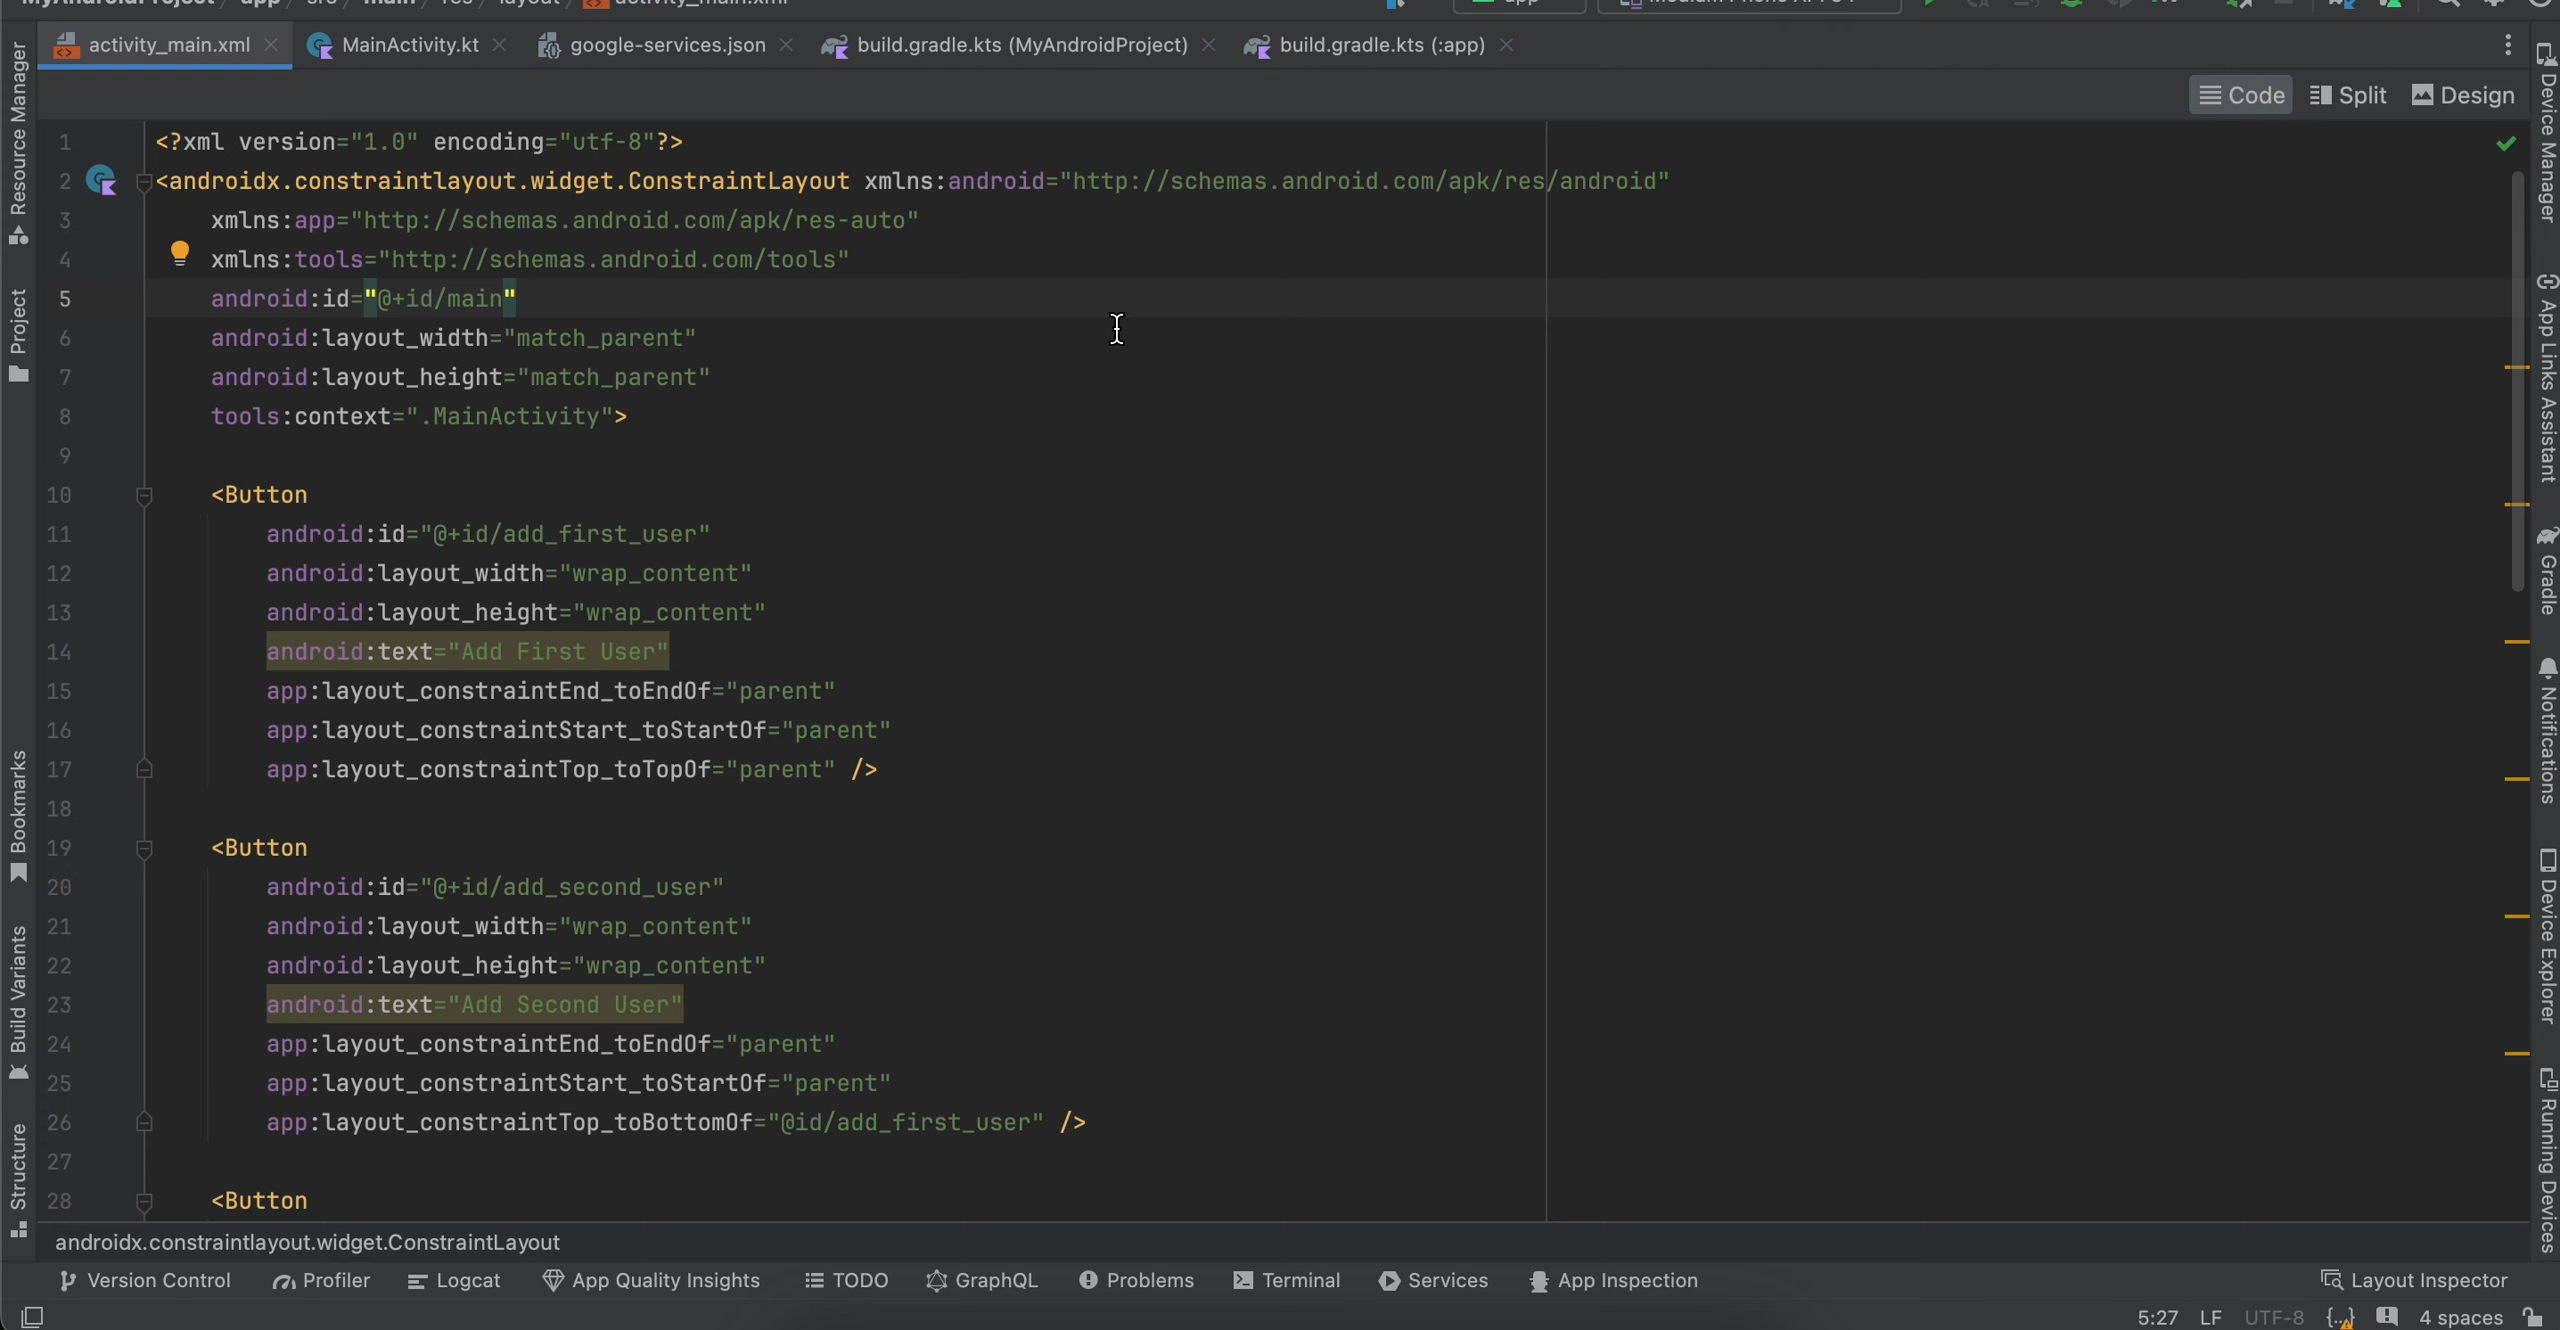 MyAndroidProject app src main res layout activity_main.xml app
activity_main.xml MainActivity.kt google-services.json build.gradle.kts (MyAndroidProject) build.gradle.kts (:app)
Code Split Design
1 <?xml version="1.0" encoding="utf-8"?>
2 <androidx.constraintlayout.widget.ConstraintLayout xmlns:android="http://schemas.android.com/apk/res/android"
3 xmlns:app="http://schemas.android.com/apk/res-auto"
4 xmlns:tools="http://schemas.android.com/tools"
5 android:id="@+id/main"
6 android:layout_width="match_parent"
7 android:layout_height="match_parent"
8 tools:context=".MainActivity">
9
10 <Button
11 android:id="@+id/add_first_user"
12 android:layout_width="wrap_content"
13 android:layout_height="wrap_content"
14 android:text="Add First User"
15 app:layout_constraintEnd_toEndOf="parent"
16 app:layout_constraintStart_toStartOf="parent"
17 app:layout_constraintTop_toTopOf="parent" />
18
19 <Button
20 android:id="@+id/add_second_user"
21 android:layout_width="wrap_content"
22 android:layout_height="wrap_content"
23 android:text="Add Second User"
24 app:layout_constraintEnd_toEndOf="parent"
25 app:layout_constraintStart_toStartOf="parent"
26 app:layout_constraintTop_toBottomOf="@id/add_first_user" />
27
28 <Button
androidx.constraintlayout.widget.ConstraintLayout
Version Control Profiler Logcat App Quality Insights TODO GraphQL Problems Terminal Services App Inspection Layout Inspector
5:27 LF UTF-8 4 spaces
Resource Manager
Project
Bookmarks
Build Variants
Structure
Device Manager
App Links Assistant
Gradle
Notifications
Device Explorer
Running Devices